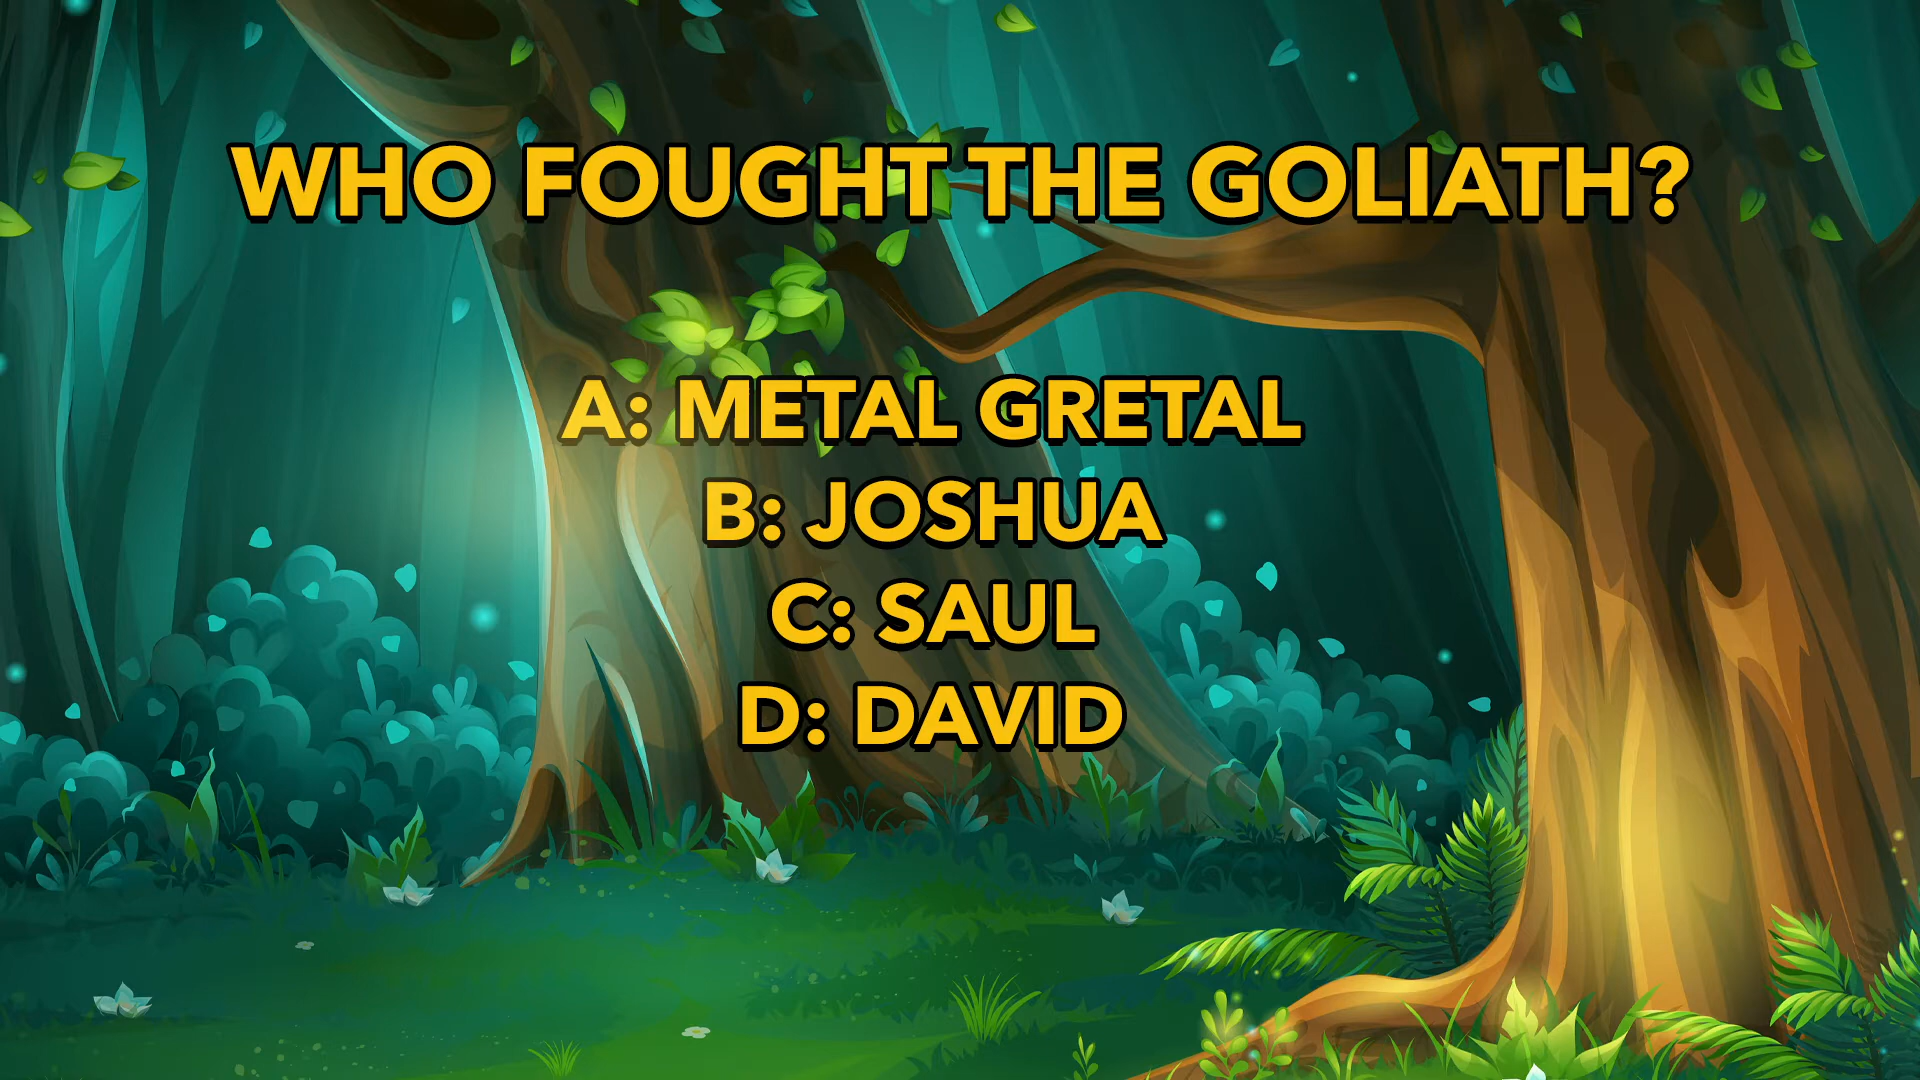 WHO FOUGHT THE GOLIATH?
A: METAL GRETAL
B: JOSHUA
C: SAUL
D: DAVID